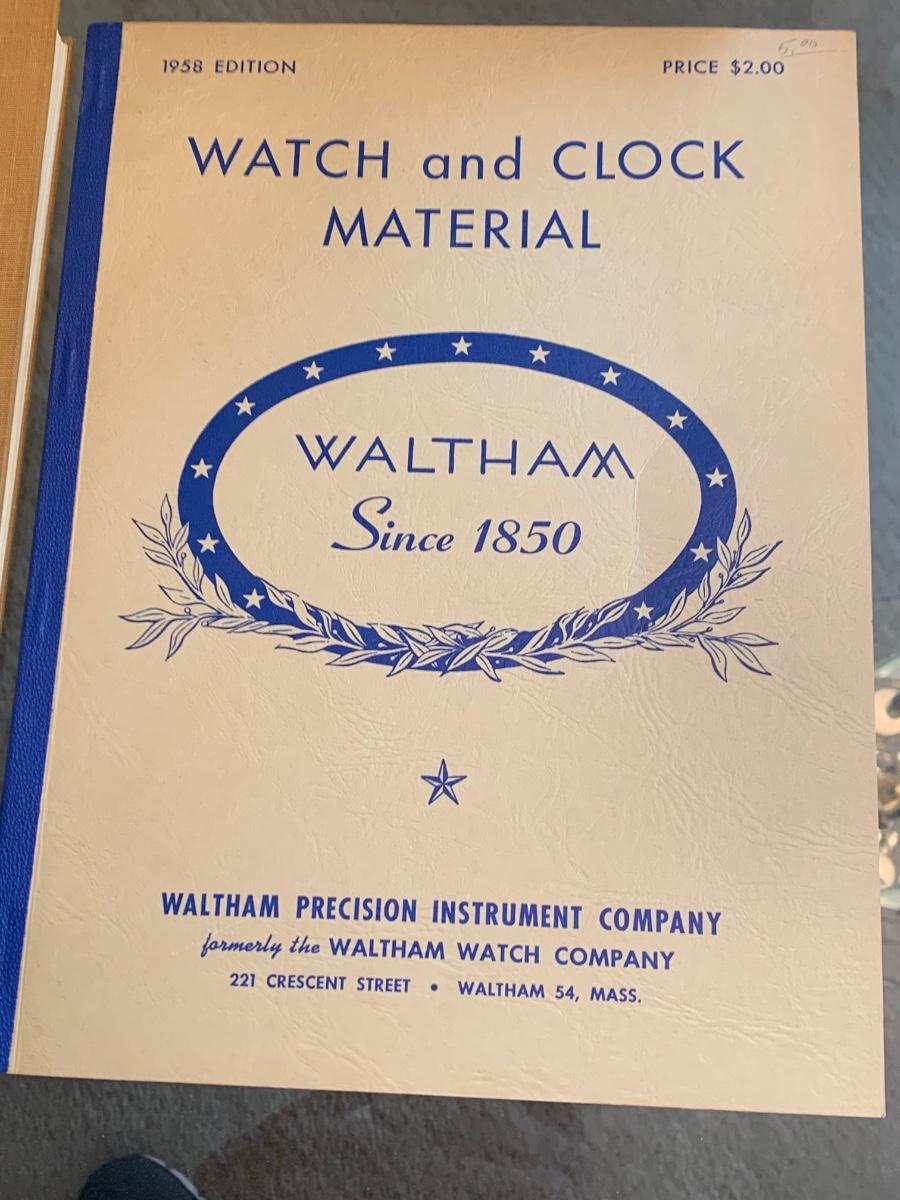 5.00
1958 EDITION
PRICE $2.00
WATCH and CLOCK
MATERIAL
WALTHAM
Since 1850
WALTHAM PRECISION INSTRUMENT COMPANY
formerly the WALTHAM WATCH COMPANY
221 CRESCENT STREET • WALTHAM 54, MASS.